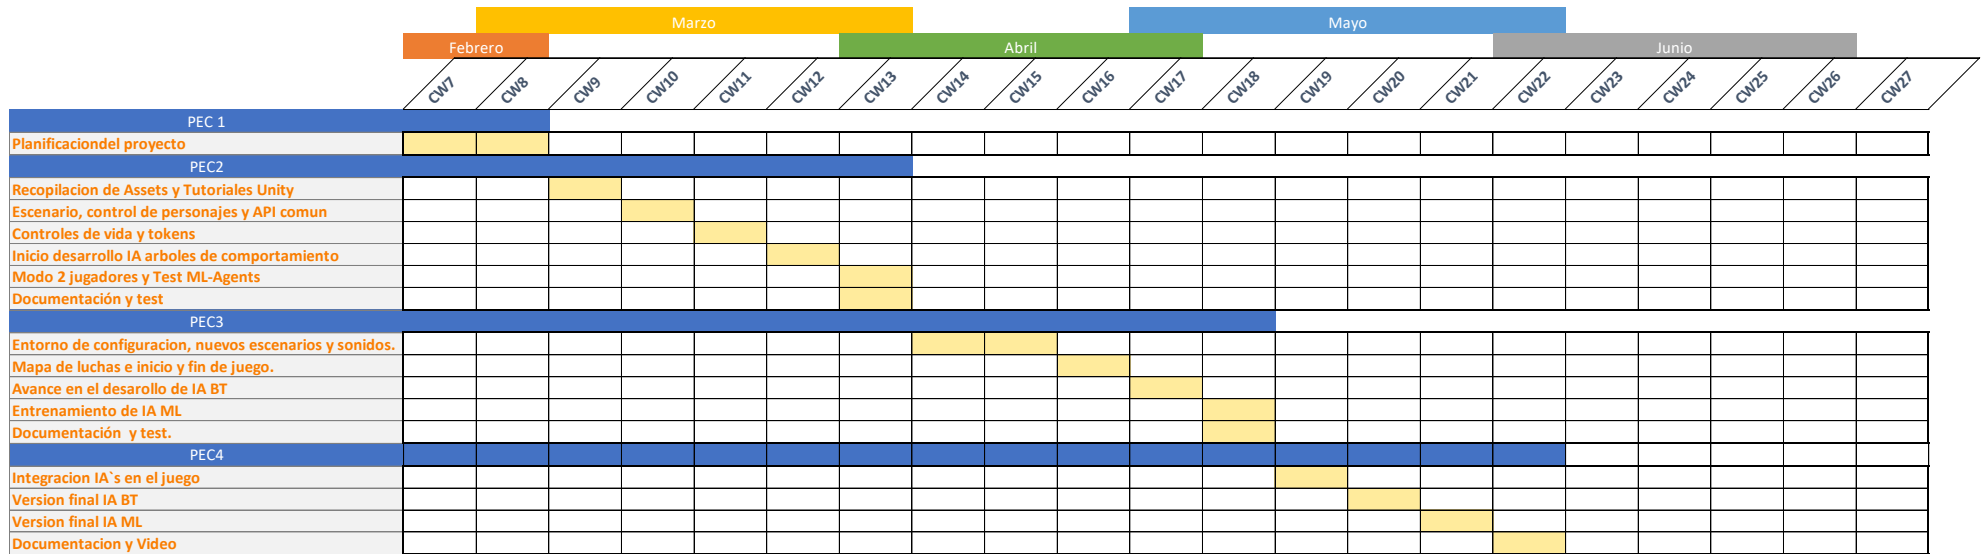 Marzo Mayo
Febrero Abril Junio
CW7 CW8 CW9 CW10 CW11 CW12 CW13 CW14 CW15 CW16 CW17 CW18 CW19 CW20 CW21 CW22 CW23 CW24 CW25 CW26 CW27
PEC 1
Planificaciondel proyecto
PEC2
Recopilacion de Assets y Tutoriales Unity
Escenario, control de personajes y API comun
Controles de vida y tokens
Inicio desarrollo IA arboles de comportamiento
Modo 2 jugadores y Test ML-Agents
Documentación y test
PEC3
Entorno de configuracion, nuevos escenarios y sonidos.
Mapa de luchas e inicio y fin de juego.
Avance en el desarollo de IA BT
Entrenamiento de IA ML
Documentación y test.
PEC4
Integracion IA`s en el juego
Version final IA BT
Version final IA ML
Documentacion y Video